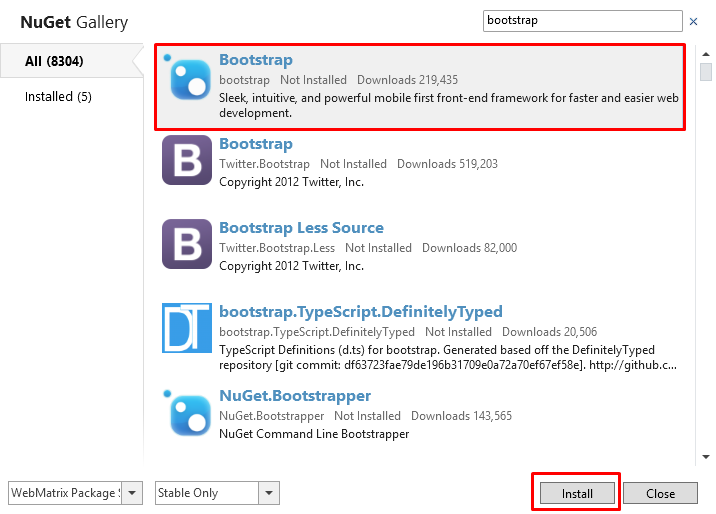 NuGet Gallery
bootstrap
All (8304)
Installed (5)
Bootstrap
bootstrap Not Installed Downloads 219,435
Sleek, intuitive, and powerful mobile first front-end framework for faster and easier web
development.
B
Bootstrap
Twitter.Bootstrap Not Installed Downloads 519,203
Copyright 2012 Twitter, Inc.
B
Bootstrap Less Source
Twitter.Bootstrap.Less Not Installed Downloads 82,000
Copyright 2012 Twitter, Inc.
DT
bootstrap.TypeScript.DefinitelyTyped
bootstrap.TypeScript.DefinitelyTyped Not Installed Downloads 20,506
TypeScript Definitions (d.ts) for bootstrap. Generated based off the DefinitelyTyped
repository [git commit: df63723fae79de196b31709e0a72a70ef67ef58e]. http://github.c...
NuGet.Bootstrapper
NuGet.Bootstrapper Not Installed Downloads 143,565
NuGet Command Line Bootstrapper
WebMatrix Package S
Stable Only
Install
Close